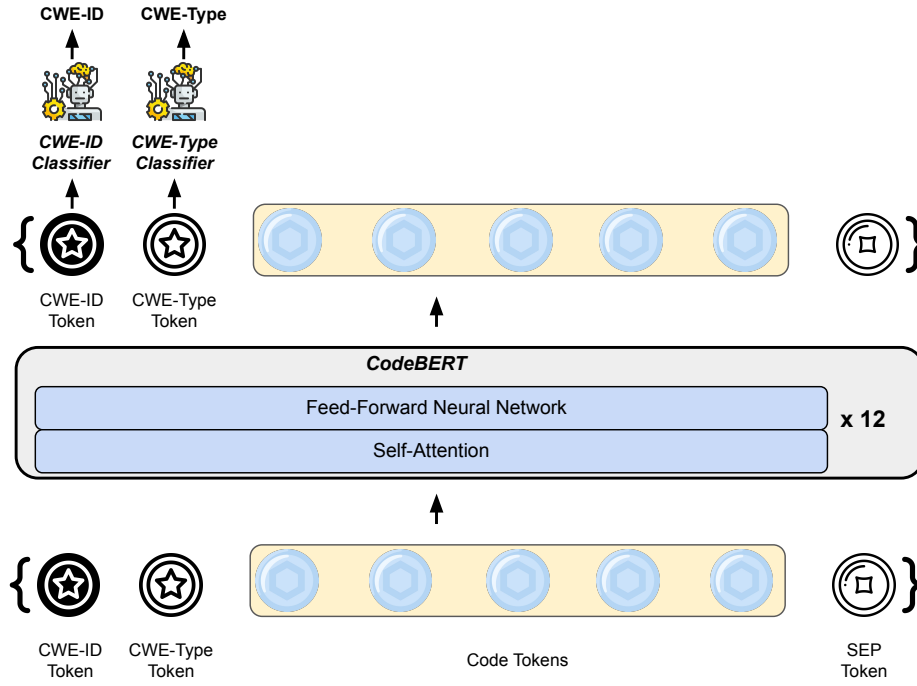 CWE-ID CWE-Type
CWE-ID CWE-Type
Classifier Classifier
{ }
CWE-ID CWE-Type
Token Token
CodeBERT
Feed-Forward Neural Network
x 12
Self-Attention
{ }
CWE-ID CWE-Type SEP
Token Token Code Tokens Token